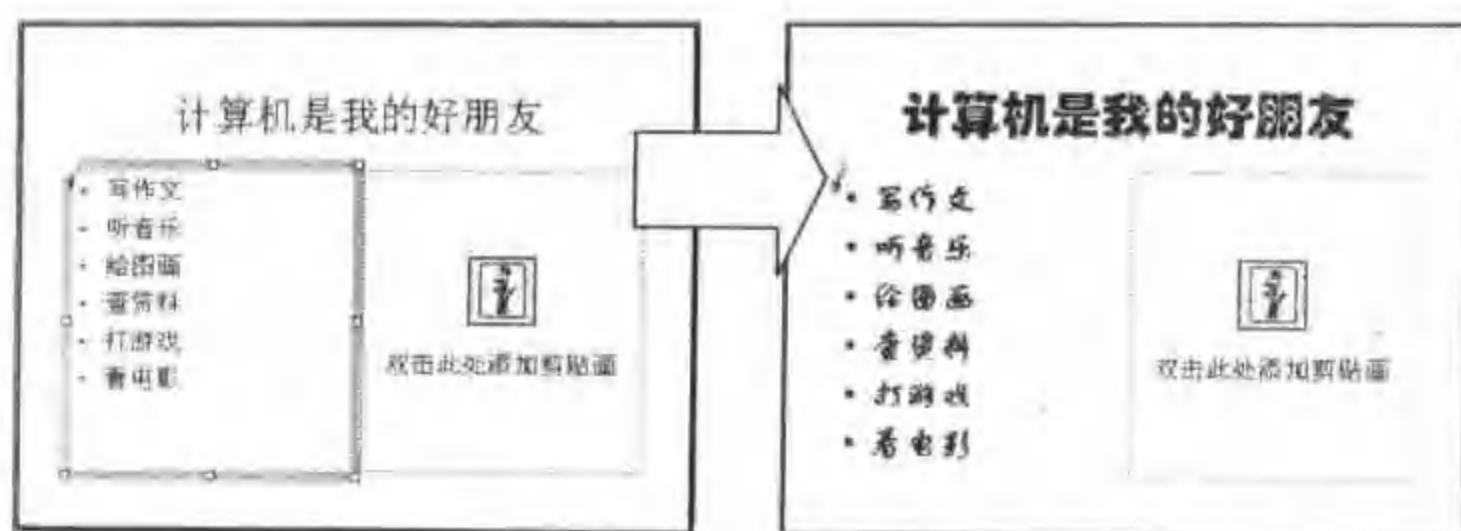 计算机是我的好朋友
• 写作文
• 听音乐
• 绘图画
• 查资料
• 打游戏
• 看电影
双击此处添加剪贴画
计算机是我的好朋友
• 写作文
• 听音乐
• 绘图画
• 查资料
• 打游戏
• 看电影
双击此处添加剪贴画